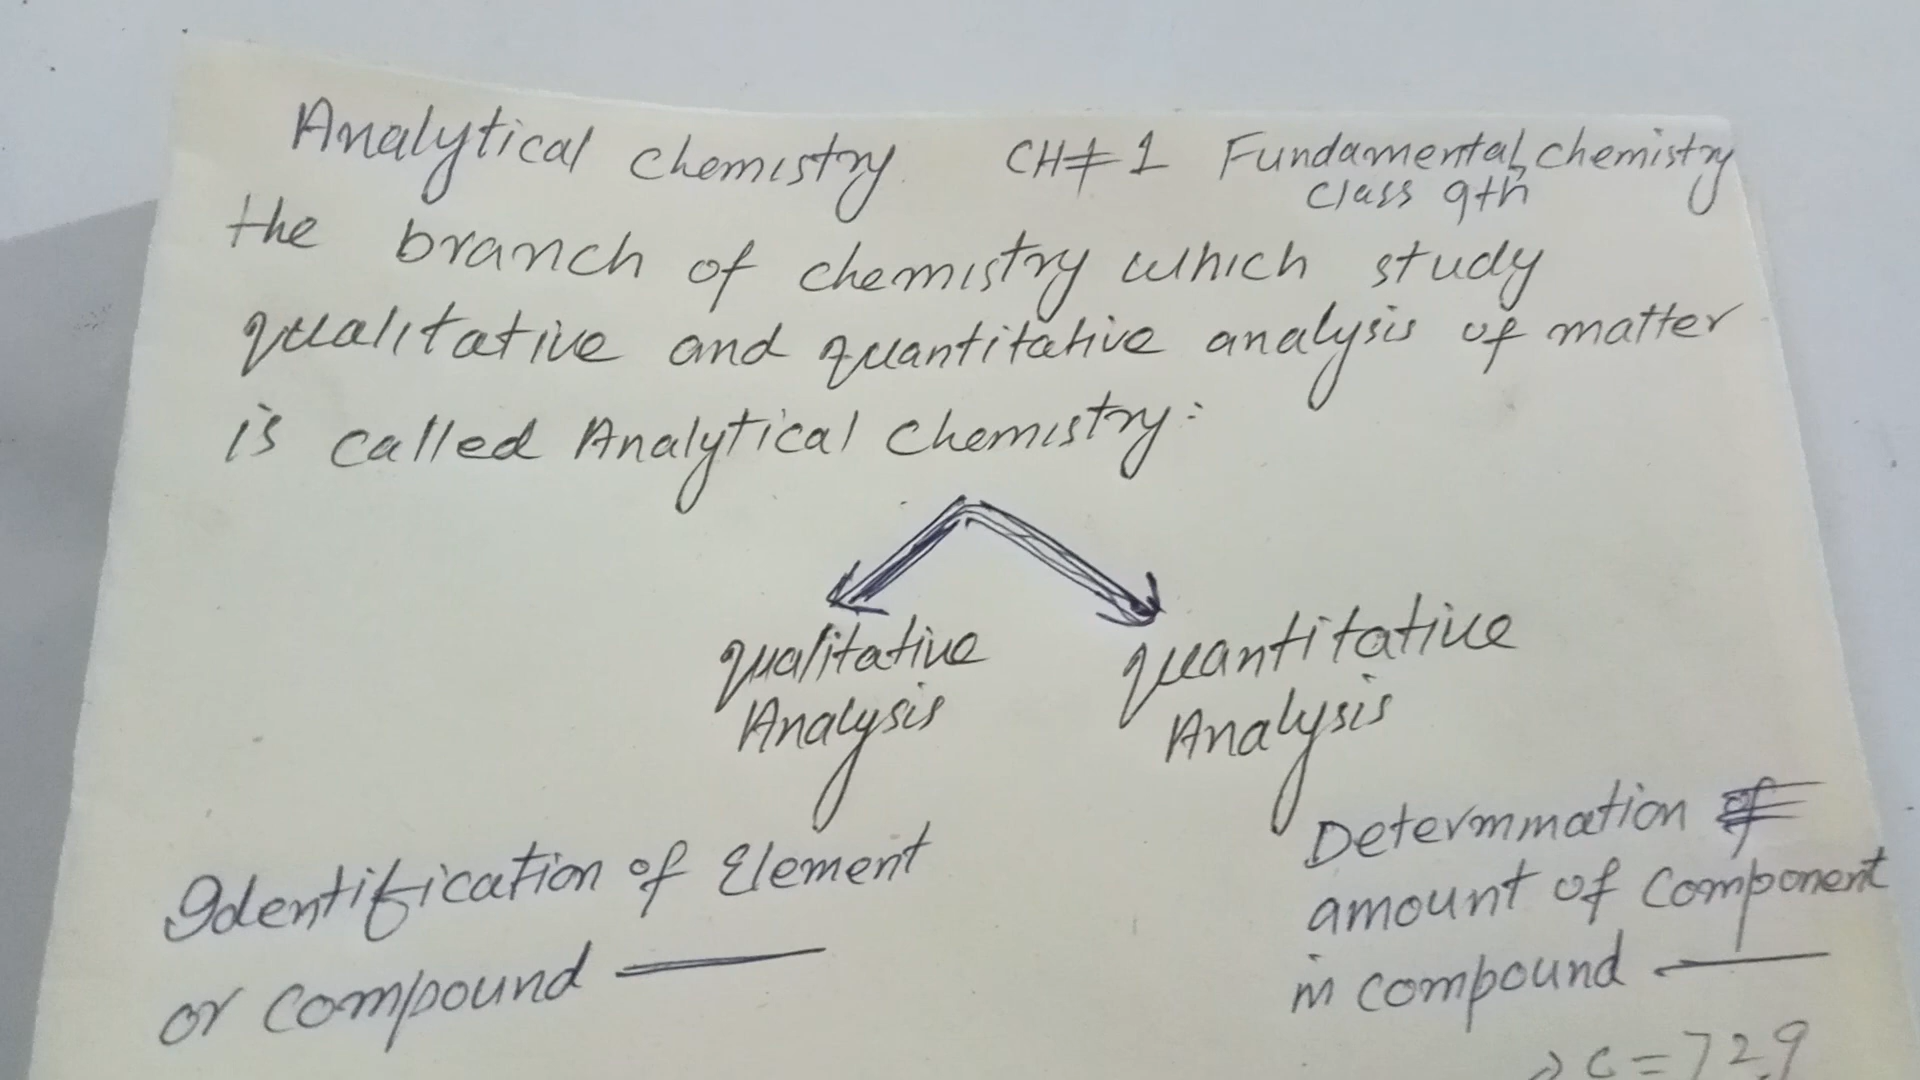 Analytical chemistry CH≠1 Fundamental chemistry
class 9th
the branch of chemistry which study
qualitative and quantitative analysis of matter
is called Analytical chemistry:
qualitative
Analysis
quantitative
Analysis
Identification of Element
or compound
Determination of
amount of component
in compound
C=72.9